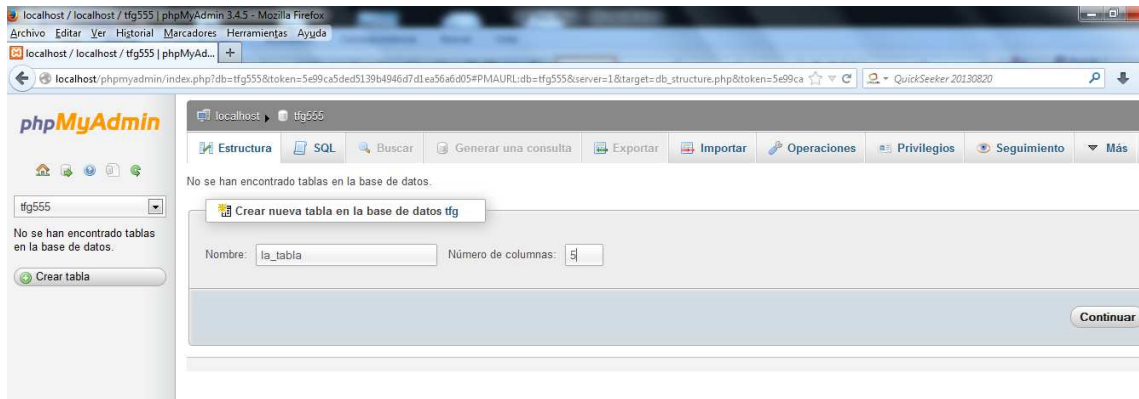 localhost / localhost / tfg555 | phpMyAdmin 3.4.5 - Mozilla Firefox
Archivo Editar Ver Historial Marcadores Herramientas Ayuda
localhost / localhost / tfg555 | phpMyAd... +
localhost/phpmyadmin/index.php?db=tfg555&token=5e99ca5ded5139b4946d7d1ea56a6d05#PMAURL:db=tfg555&server=1&target=db_structure.php&token=5e99ca QuickSeeker 20130820
phpMyAdmin
localhost ▸ tfg555
Estructura SQL Buscar Generar una consulta Exportar Importar Operaciones Privilegios Seguimiento Más
tfg555
No se han encontrado tablas
en la base de datos.
Crear tabla
No se han encontrado tablas en la base de datos.
Crear nueva tabla en la base de datos tfg
Nombre: la_tabla Número de columnas: 5
Continuar